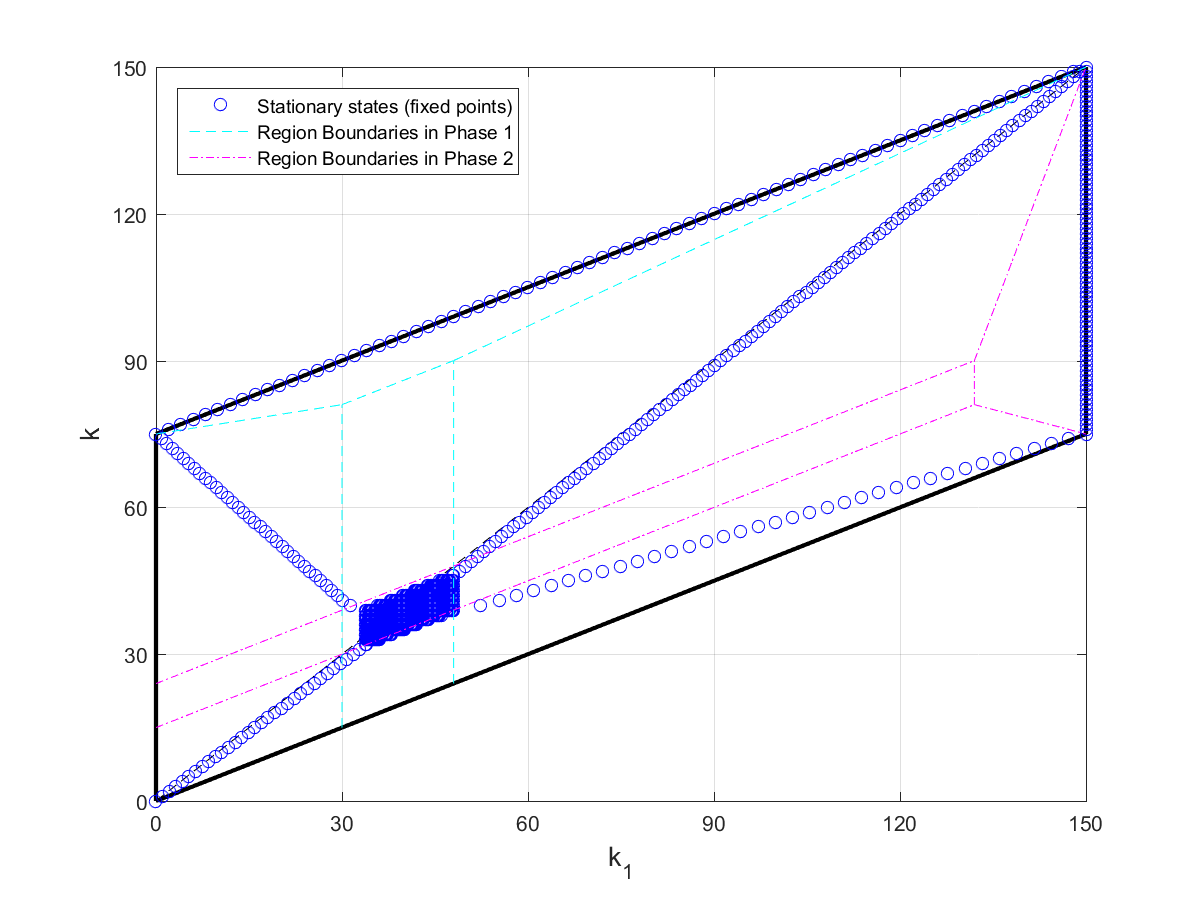 150
Stationary states (fixed points)
Region Boundaries in Phase 1
Region Boundaries in Phase 2
120
90
k
60
30
0
0 30 60 90 120 150
k1